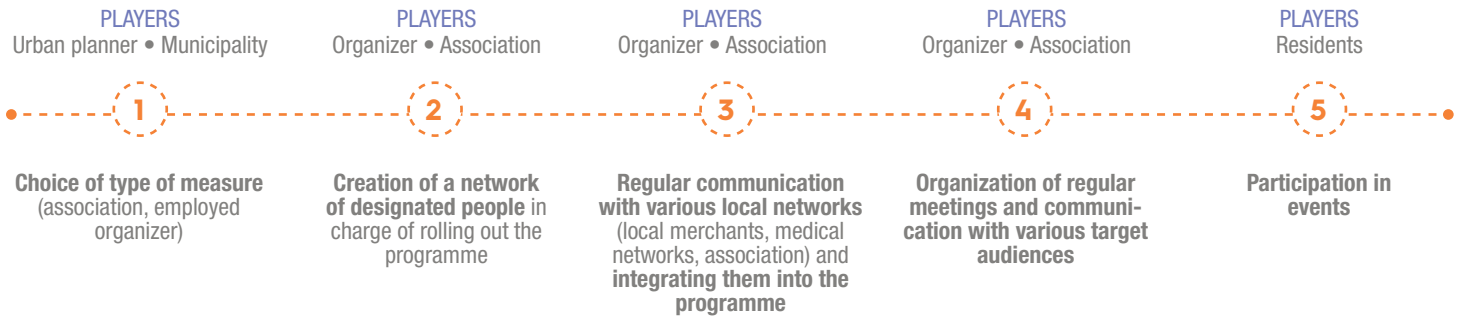 PLAYERS
Urban planner • Municipality
1
Choice of type of measure
(association, employed
organizer)
PLAYERS
Organizer • Association
2
Creation of a network
of designated people in
charge of rolling out the
programme
PLAYERS
Organizer • Association
3
Regular communication
with various local networks
(local merchants, medical
networks, association) and
integrating them into the
programme
PLAYERS
Organizer • Association
4
Organization of regular
meetings and communi-
cation with various target
audiences
PLAYERS
Residents
5
Participation in
events